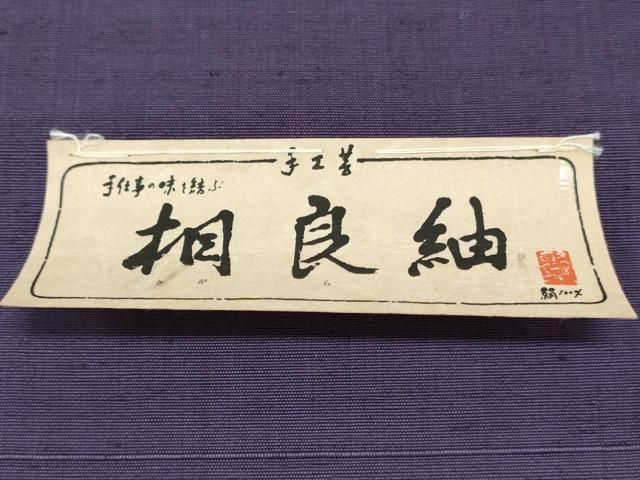 手工芸
手仕事の味を結ぶ
相良紬
さがら
絹100%